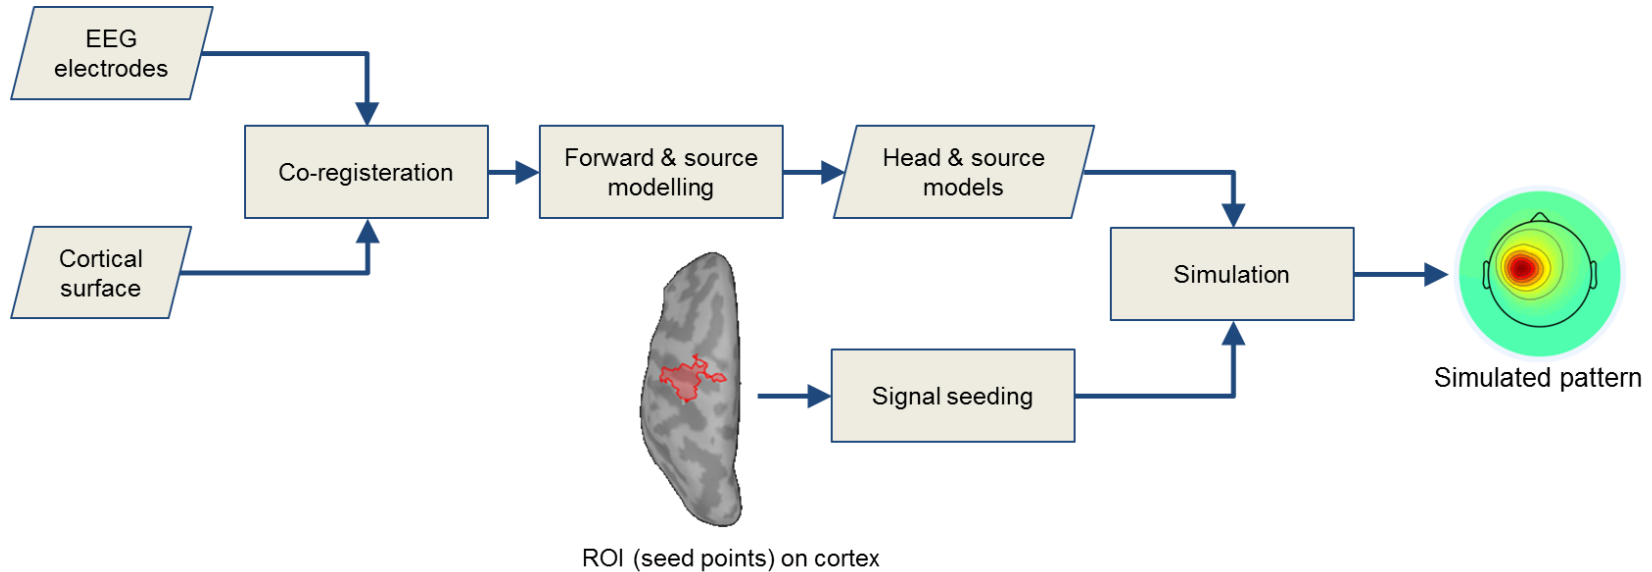 EEG
electrodes
Co-registeration
Forward & source
modelling
Head & source
models
Cortical
surface
Simulation
Signal seeding
Simulated pattern
ROI (seed points) on cortex